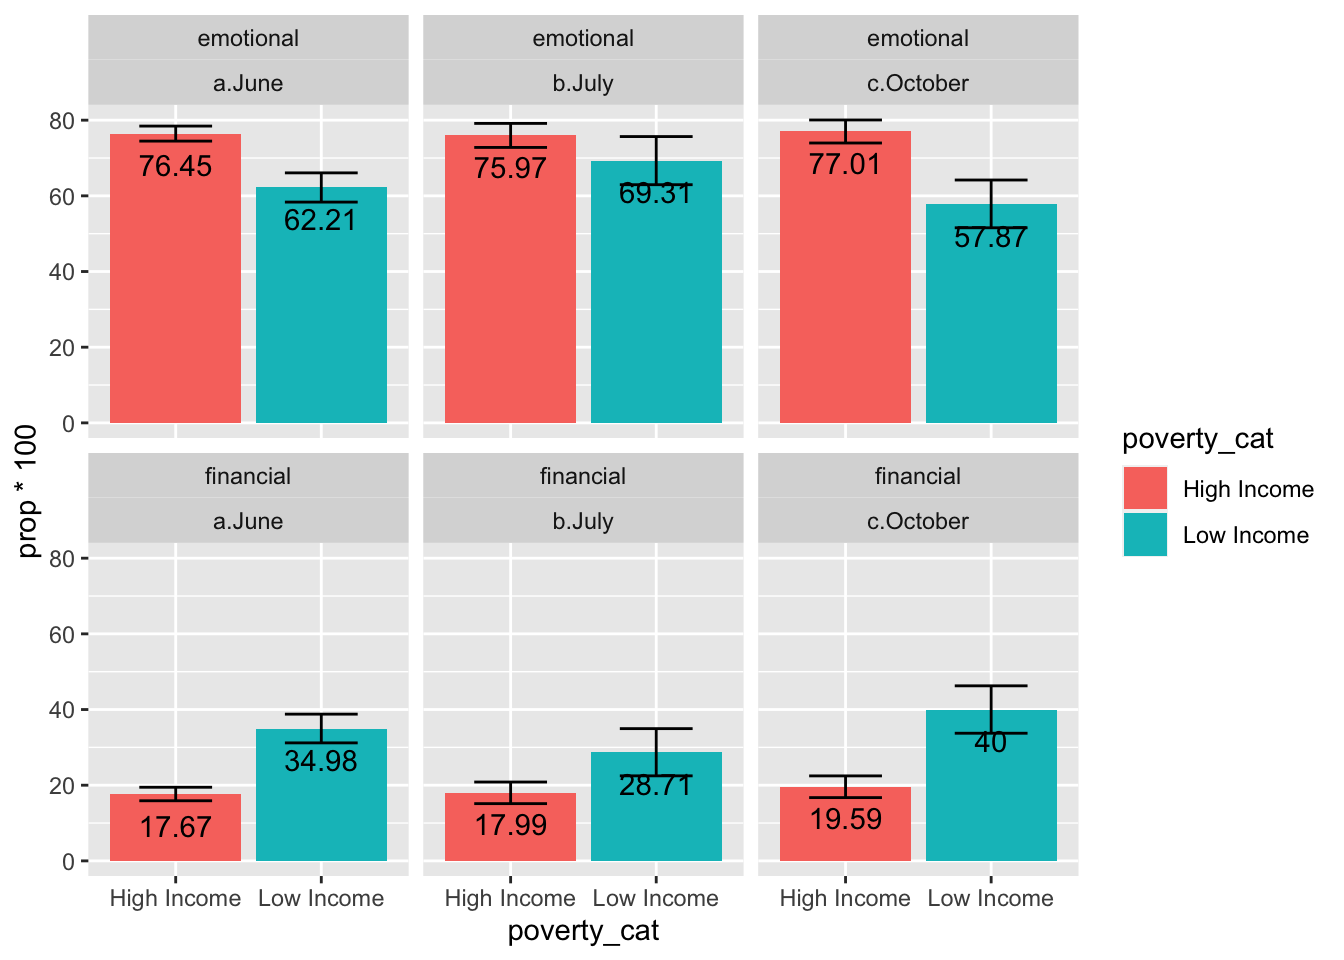 emotional
emotional
emotional
a.June
b.July
c.October
80
60
40
20
0
76.45
62.21
75.97
69.31
77.01
57.87
prop * 100
financial
financial
financial
a.June
b.July
c.October
80
60
40
20
0
17.67
34.98
17.99
28.71
19.59
40
High Income
Low Income
High Income
Low Income
High Income
Low Income
poverty_cat
poverty_cat
High Income
Low Income